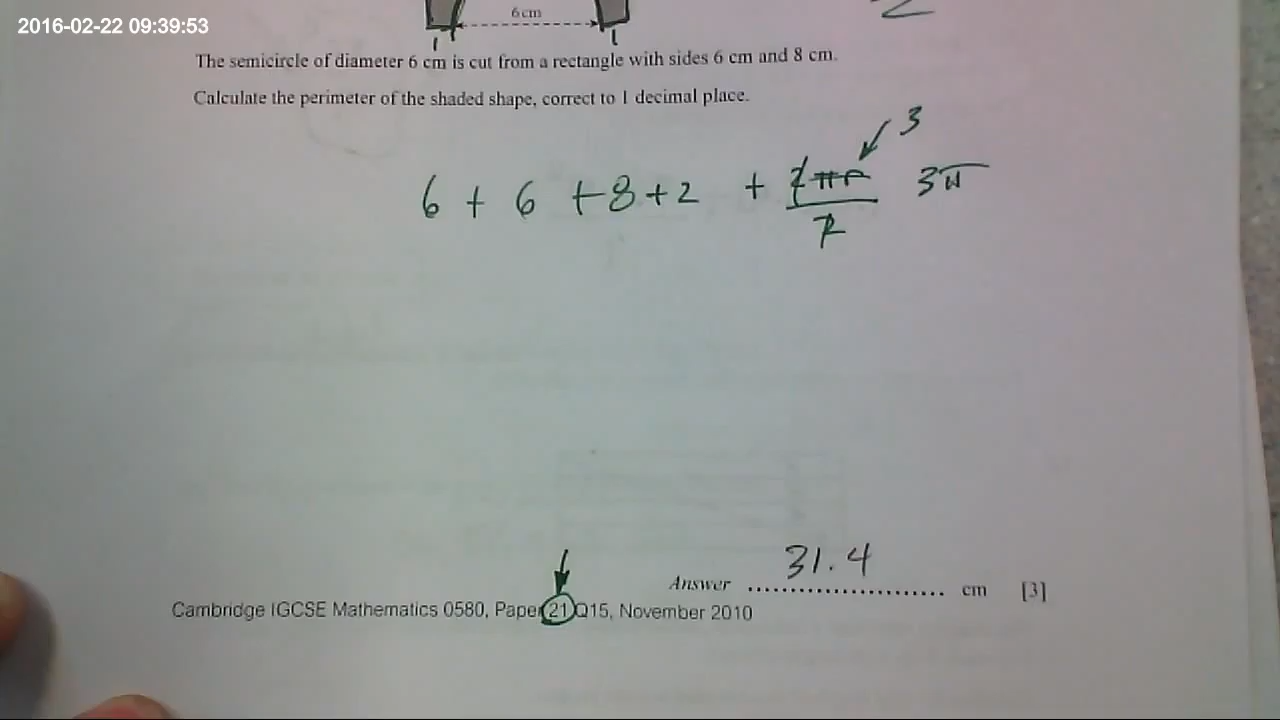 2016-02-22 09:39:53
6 cm
1 1
The semicircle of diameter 6 cm is cut from a rectangle with sides 6 cm and 8 cm.
Calculate the perimeter of the shaded shape, correct to 1 decimal place.
3
6 + 6 + 8 + 2 + 2πr 3π
2
31.4
Answer ........................ cm [3]
Cambridge IGCSE Mathematics 0580, Paper 21 Q15, November 2010